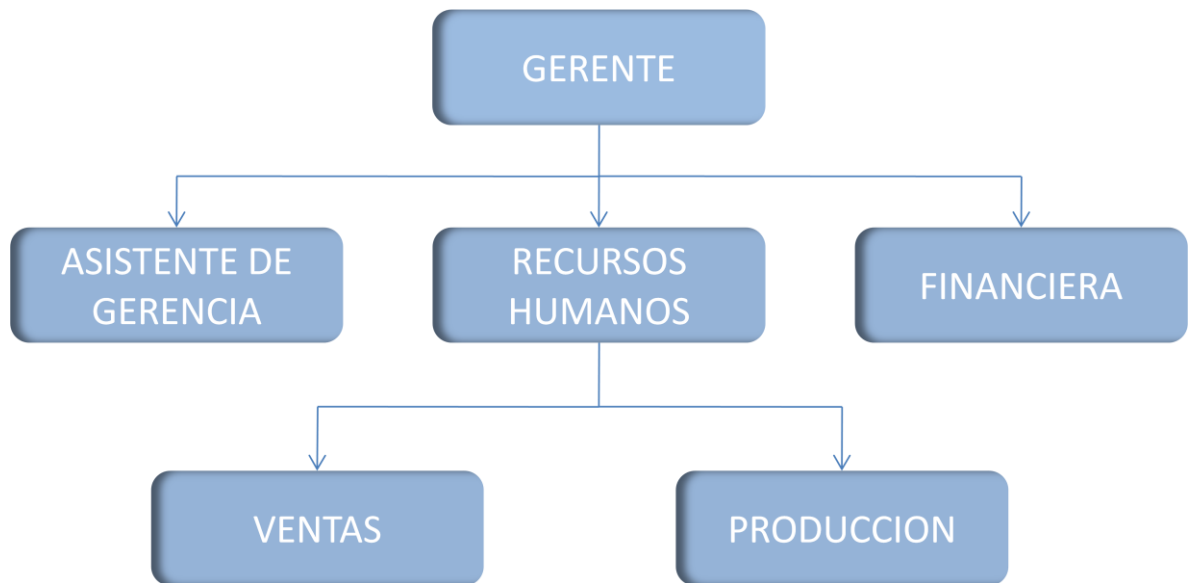 GERENTE
ASISTENTE DE
GERENCIA
RECURSOS
HUMANOS
FINANCIERA
VENTAS
PRODUCCION